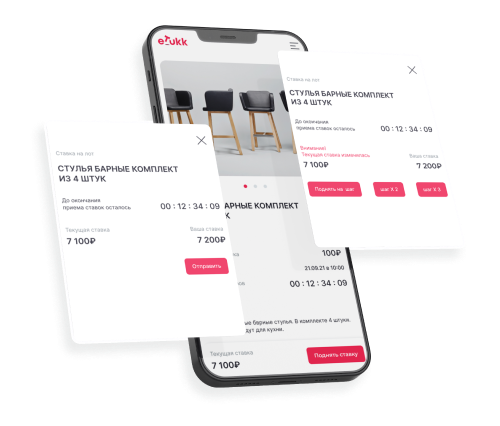 ezukk
Ставка на лот
СТУЛЬЯ БАРНЫЕ КОМПЛЕКТ
ИЗ 4 ШТУК
До окончания
приема ставок осталось
00 : 12 : 34 : 09
Внимание!
Текущая ставка изменилась
7 100₽
Ваша ставка
7 200₽
Поднять на шаг
шаг X 2
шаг X 3
Ставка на лот
СТУЛЬЯ БАРНЫЕ КОМПЛЕКТ
ИЗ 4 ШТУК
До окончания
приема ставок осталось
00 : 12 : 34 : 09
Текущая ставка
7 100₽
Ваша ставка
7 200₽
Отправить
АРНЫЕ КОМПЛЕКТ
К
100₽
21.09.21 в 10:00
00 : 12 : 34 : 09
е барные стулья. В комплекте 4 штуки.
дут для кухни.
Текущая ставка
7 100₽
Поднять ставку